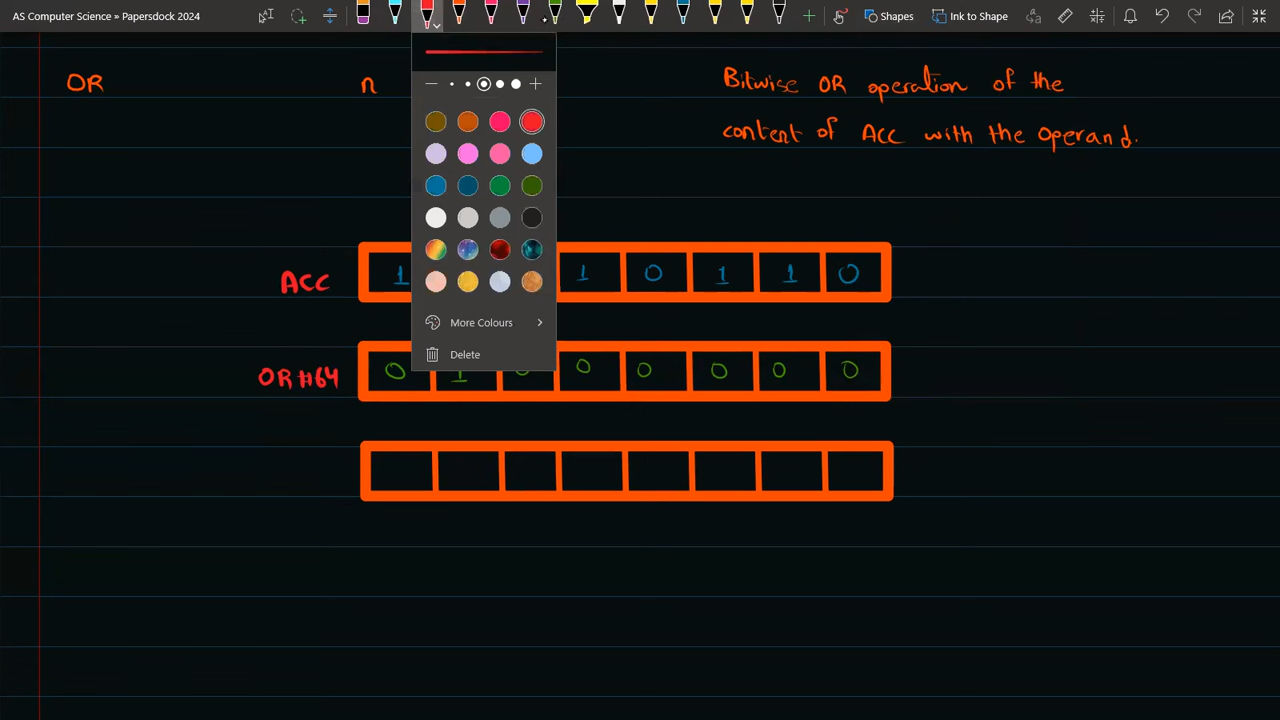 AS Computer Science » Papersdock 2024
Shapes
Ink to Shape
OR n Bitwise OR operation of the
content of ACC with the Operand.
ACC 1 1 0 1 1 0
More Colours
Delete
OR #64 0 1 0 0 0 0 0 0